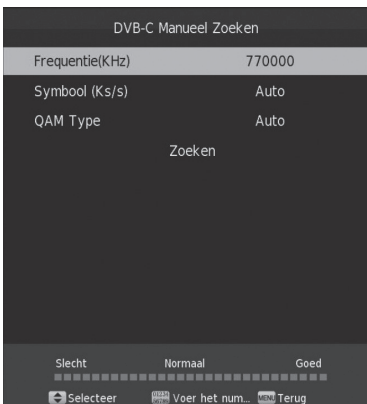 DVB-C Manueel Zoeken
Frequentie(KHz) 770000
Symbool (Ks/s) Auto
QAM Type Auto
Zoeken
Slecht Normaal Goed
Selecteer Voer het num... MENU Terug